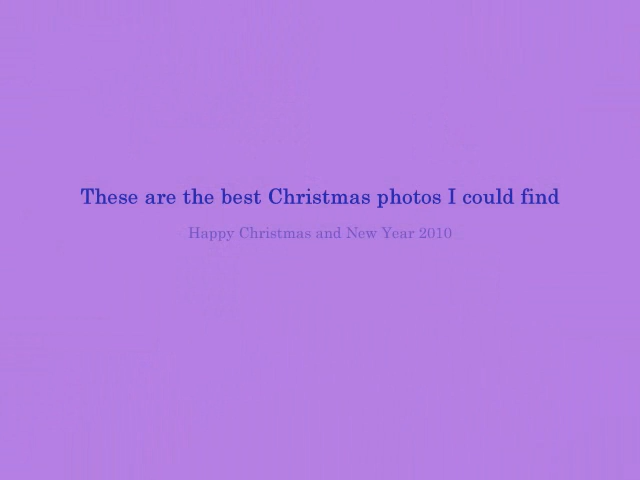 These are the best Christmas photos I could find
Happy Christmas and New Year 2010